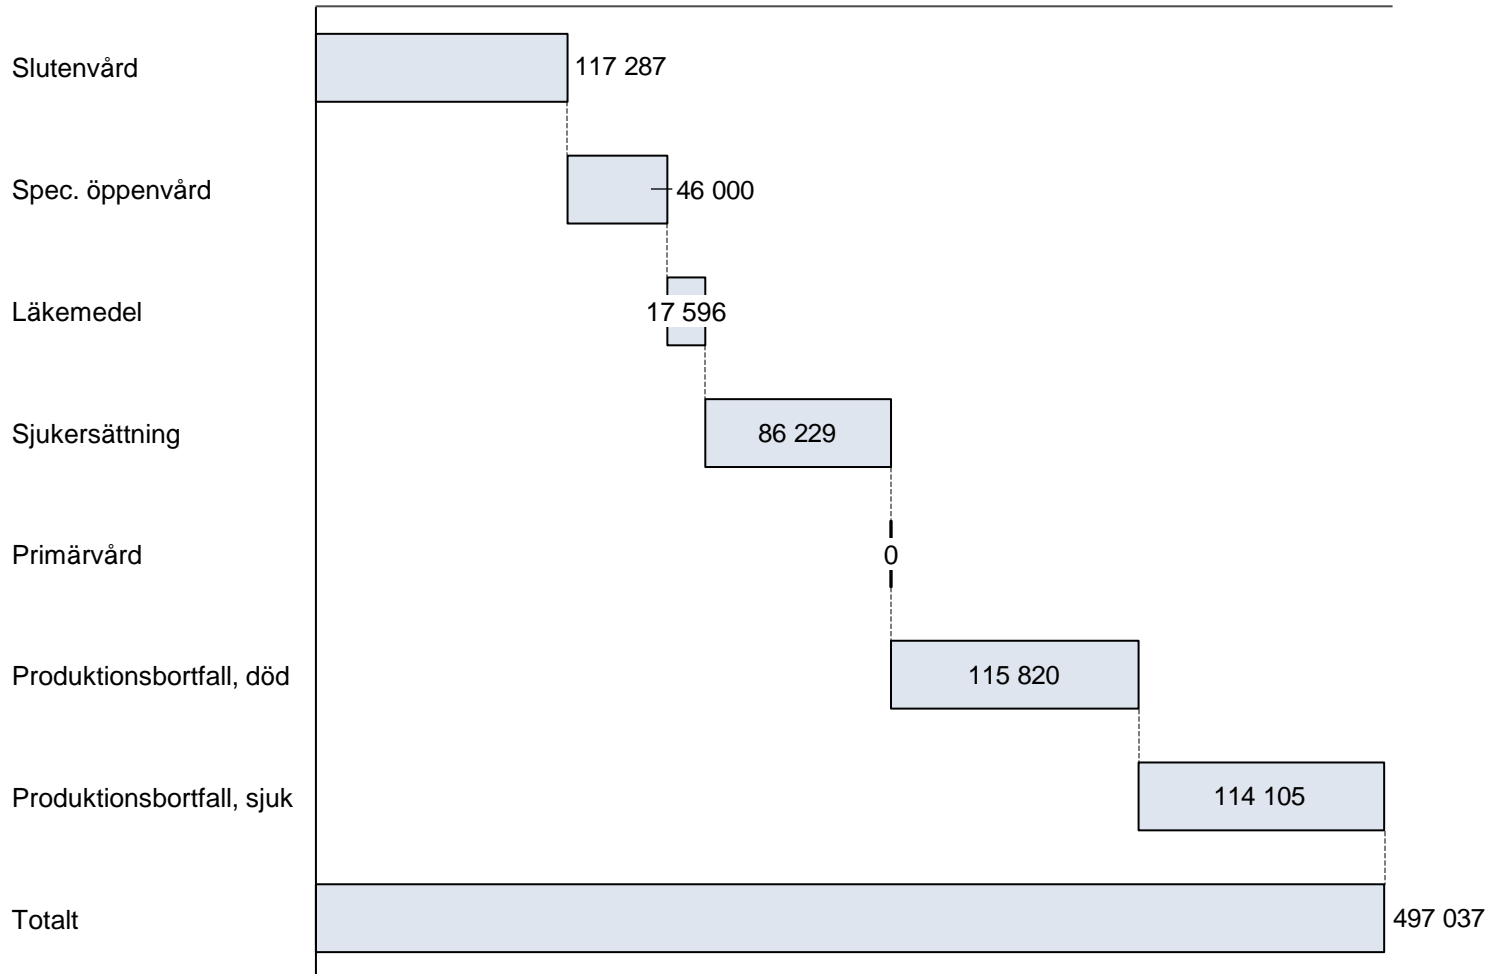 Slutenvård 117 287
Spec. öppenvård 46 000
Läkemedel 17 596
Sjukersättning 86 229
Primärvård 0
Produktionsbortfall, död 115 820
Produktionsbortfall, sjuk 114 105
Totalt 497 037